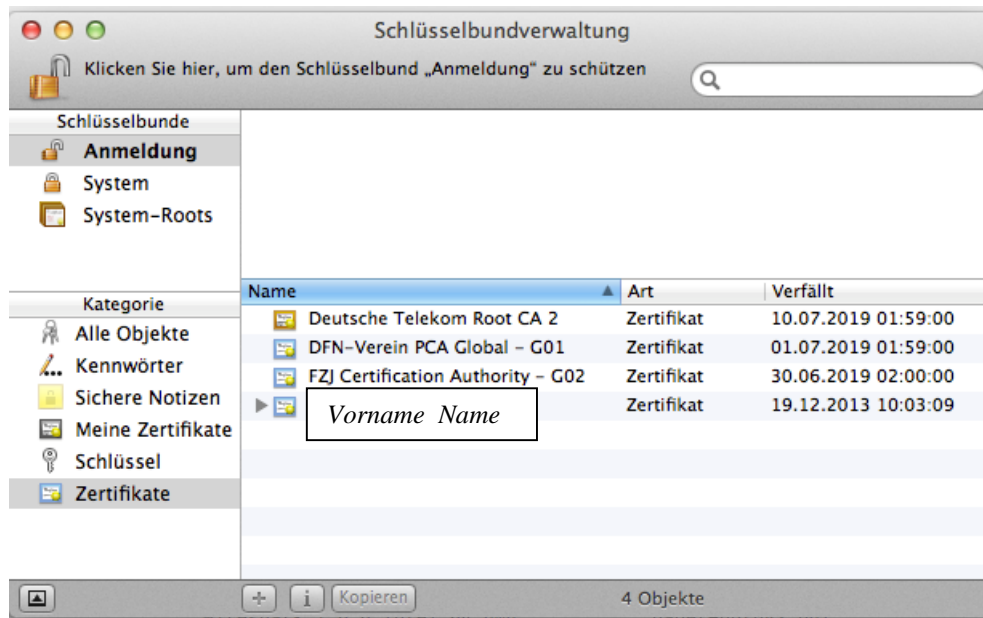 Schlüsselbundverwaltung
Klicken Sie hier, um den Schlüsselbund „Anmeldung“ zu schützen
Schlüsselbunde
Anmeldung
System
System-Roots
Kategorie
Alle Objekte
Kennwörter
Sichere Notizen
Meine Zertifikate
Schlüssel
Zertifikate
Name Art Verfällt
Deutsche Telekom Root CA 2 Zertifikat 10.07.2019 01:59:00
DFN-Verein PCA Global - G01 Zertifikat 01.07.2019 01:59:00
FZJ Certification Authority - G02 Zertifikat 30.06.2019 02:00:00
Vorname Name Zertifikat 19.12.2013 10:03:09
Kopieren 4 Objekte